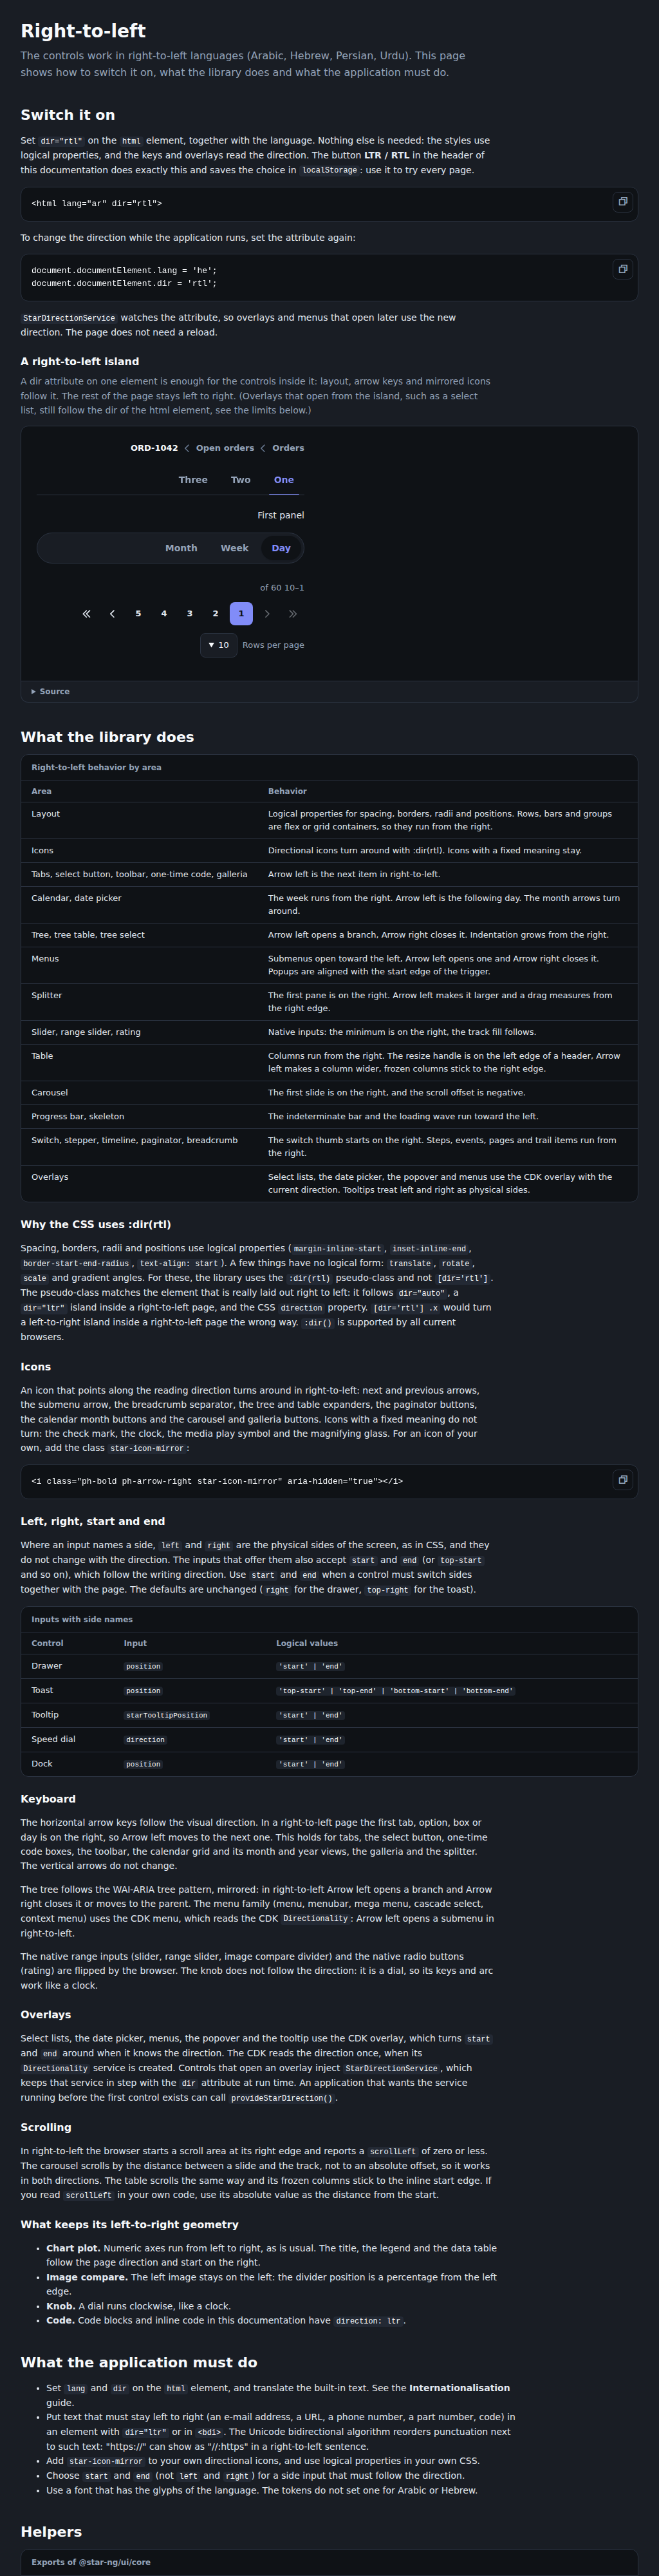 Right-to-left
The controls work in right-to-left languages (Arabic, Hebrew, Persian, Urdu). This page
shows how to switch it on, what the library does and what the application must do.
Switch it on
Set dir="rtl" on the html element, together with the language. Nothing else is needed: the styles use
logical properties, and the keys and overlays read the direction. The button LTR / RTL in the header of
this documentation does exactly this and saves the choice in localStorage: use it to try every page.
<html lang="ar" dir="rtl">
To change the direction while the application runs, set the attribute again:
document.documentElement.lang = 'he';
document.documentElement.dir = 'rtl';
StarDirectionService watches the attribute, so overlays and menus that open later use the new
direction. The page does not need a reload.
A right-to-left island
A dir attribute on one element is enough for the controls inside it: layout, arrow keys and mirrored icons
follow it. The rest of the page stays left to right. (Overlays that open from the island, such as a select
list, still follow the dir of the html element, see the limits below.)
ORD-1042 Open orders Orders
Three Two One
First panel
Month Week Day
of 60 10–1
5 4 3 2 1
10 Rows per page
Source
What the library does
Right-to-left behavior by area
Area Behavior
Layout Logical properties for spacing, borders, radii and positions. Rows, bars and groups
are flex or grid containers, so they run from the right.
Icons Directional icons turn around with :dir(rtl). Icons with a fixed meaning stay.
Tabs, select button, toolbar, one-time code, galleria Arrow left is the next item in right-to-left.
Calendar, date picker The week runs from the right. Arrow left is the following day. The month arrows turn
around.
Tree, tree table, tree select Arrow left opens a branch, Arrow right closes it. Indentation grows from the right.
Menus Submenus open toward the left, Arrow left opens one and Arrow right closes it.
Popups are aligned with the start edge of the trigger.
Splitter The first pane is on the right. Arrow left makes it larger and a drag measures from
the right edge.
Slider, range slider, rating Native inputs: the minimum is on the right, the track fill follows.
Table Columns run from the right. The resize handle is on the left edge of a header, Arrow
left makes a column wider, frozen columns stick to the right edge.
Carousel The first slide is on the right, and the scroll offset is negative.
Progress bar, skeleton The indeterminate bar and the loading wave run toward the left.
Switch, stepper, timeline, paginator, breadcrumb The switch thumb starts on the right. Steps, events, pages and trail items run from
the right.
Overlays Select lists, the date picker, the popover and menus use the CDK overlay with the
current direction. Tooltips treat left and right as physical sides.
Why the CSS uses :dir(rtl)
Spacing, borders, radii and positions use logical properties (margin-inline-start, inset-inline-end,
border-start-end-radius, text-align: start). A few things have no logical form: translate, rotate,
scale and gradient angles. For these, the library uses the :dir(rtl) pseudo-class and not [dir='rtl'].
The pseudo-class matches the element that is really laid out right to left: it follows dir="auto", a
dir="ltr" island inside a right-to-left page, and the CSS direction property. [dir='rtl'] .x would turn
a left-to-right island inside a right-to-left page the wrong way. :dir() is supported by all current
browsers.
Icons
An icon that points along the reading direction turns around in right-to-left: next and previous arrows,
the submenu arrow, the breadcrumb separator, the tree and table expanders, the paginator buttons,
the calendar month buttons and the carousel and galleria buttons. Icons with a fixed meaning do not
turn: the check mark, the clock, the media play symbol and the magnifying glass. For an icon of your
own, add the class star-icon-mirror:
<i class="ph-bold ph-arrow-right star-icon-mirror" aria-hidden="true"></i>
Left, right, start and end
Where an input names a side, left and right are the physical sides of the screen, as in CSS, and they
do not change with the direction. The inputs that offer them also accept start and end (or top-start
and so on), which follow the writing direction. Use start and end when a control must switch sides
together with the page. The defaults are unchanged (right for the drawer, top-right for the toast).
Inputs with side names
Control Input Logical values
Drawer position 'start' | 'end'
Toast position 'top-start' | 'top-end' | 'bottom-start' | 'bottom-end'
Tooltip starTooltipPosition 'start' | 'end'
Speed dial direction 'start' | 'end'
Dock position 'start' | 'end'
Keyboard
The horizontal arrow keys follow the visual direction. In a right-to-left page the first tab, option, box or
day is on the right, so Arrow left moves to the next one. This holds for tabs, the select button, one-time
code boxes, the toolbar, the calendar grid and its month and year views, the galleria and the splitter.
The vertical arrows do not change.
The tree follows the WAI-ARIA tree pattern, mirrored: in right-to-left Arrow left opens a branch and Arrow
right closes it or moves to the parent. The menu family (menu, menubar, mega menu, cascade select,
context menu) uses the CDK menu, which reads the CDK Directionality: Arrow left opens a submenu in
right-to-left.
The native range inputs (slider, range slider, image compare divider) and the native radio buttons
(rating) are flipped by the browser. The knob does not follow the direction: it is a dial, so its keys and arc
work like a clock.
Overlays
Select lists, the date picker, menus, the popover and the tooltip use the CDK overlay, which turns start
and end around when it knows the direction. The CDK reads the direction once, when its
Directionality service is created. Controls that open an overlay inject StarDirectionService, which
keeps that service in step with the dir attribute at run time. An application that wants the service
running before the first control exists can call provideStarDirection().
Scrolling
In right-to-left the browser starts a scroll area at its right edge and reports a scrollLeft of zero or less.
The carousel scrolls by the distance between a slide and the track, not to an absolute offset, so it works
in both directions. The table scrolls the same way and its frozen columns stick to the inline start edge. If
you read scrollLeft in your own code, use its absolute value as the distance from the start.
What keeps its left-to-right geometry
• Chart plot. Numeric axes run from left to right, as is usual. The title, the legend and the data table
follow the page direction and start on the right.
• Image compare. The left image stays on the left: the divider position is a percentage from the left
edge.
• Knob. A dial runs clockwise, like a clock.
• Code. Code blocks and inline code in this documentation have direction: ltr.
What the application must do
• Set lang and dir on the html element, and translate the built-in text. See the Internationalisation
guide.
• Put text that must stay left to right (an e-mail address, a URL, a phone number, a part number, code) in
an element with dir="ltr" or in <bdi>. The Unicode bidirectional algorithm reorders punctuation next
to such text: "https://" can show as "//:https" in a right-to-left sentence.
• Add star-icon-mirror to your own directional icons, and use logical properties in your own CSS.
• Choose start and end (not left and right) for a side input that must follow the direction.
• Use a font that has the glyphs of the language. The tokens do not set one for Arabic or Hebrew.
Helpers
Exports of @star-ng/ui/core